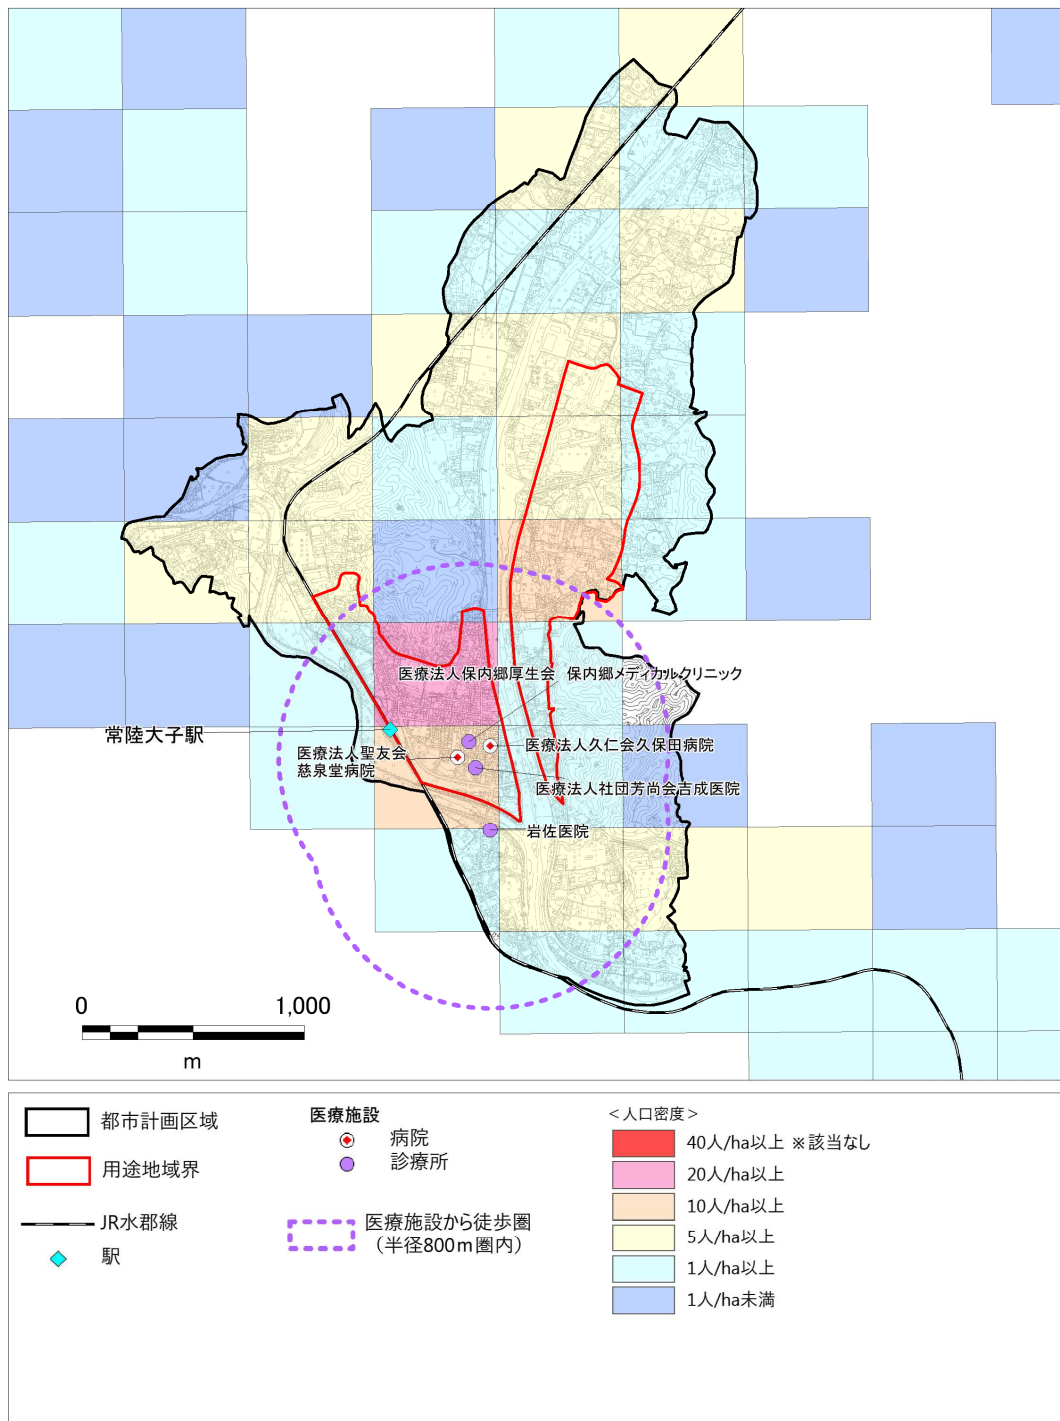 医療法人保内郷厚生会 保内郷メディカルクリニック
常陸大子駅
医療法人聖友会
慈泉堂病院
医療法人久仁会久保田病院
医療法人社団芳尚会吉成医院
岩佐医院
0 1,000
m
都市計画区域
用途地域界
JR水郡線
駅
医療施設
病院
診療所
医療施設から徒歩圏
（半径800m圏内）
＜人口密度＞
40人/ha以上 ※該当なし
20人/ha以上
10人/ha以上
5人/ha以上
1人/ha以上
1人/ha未満